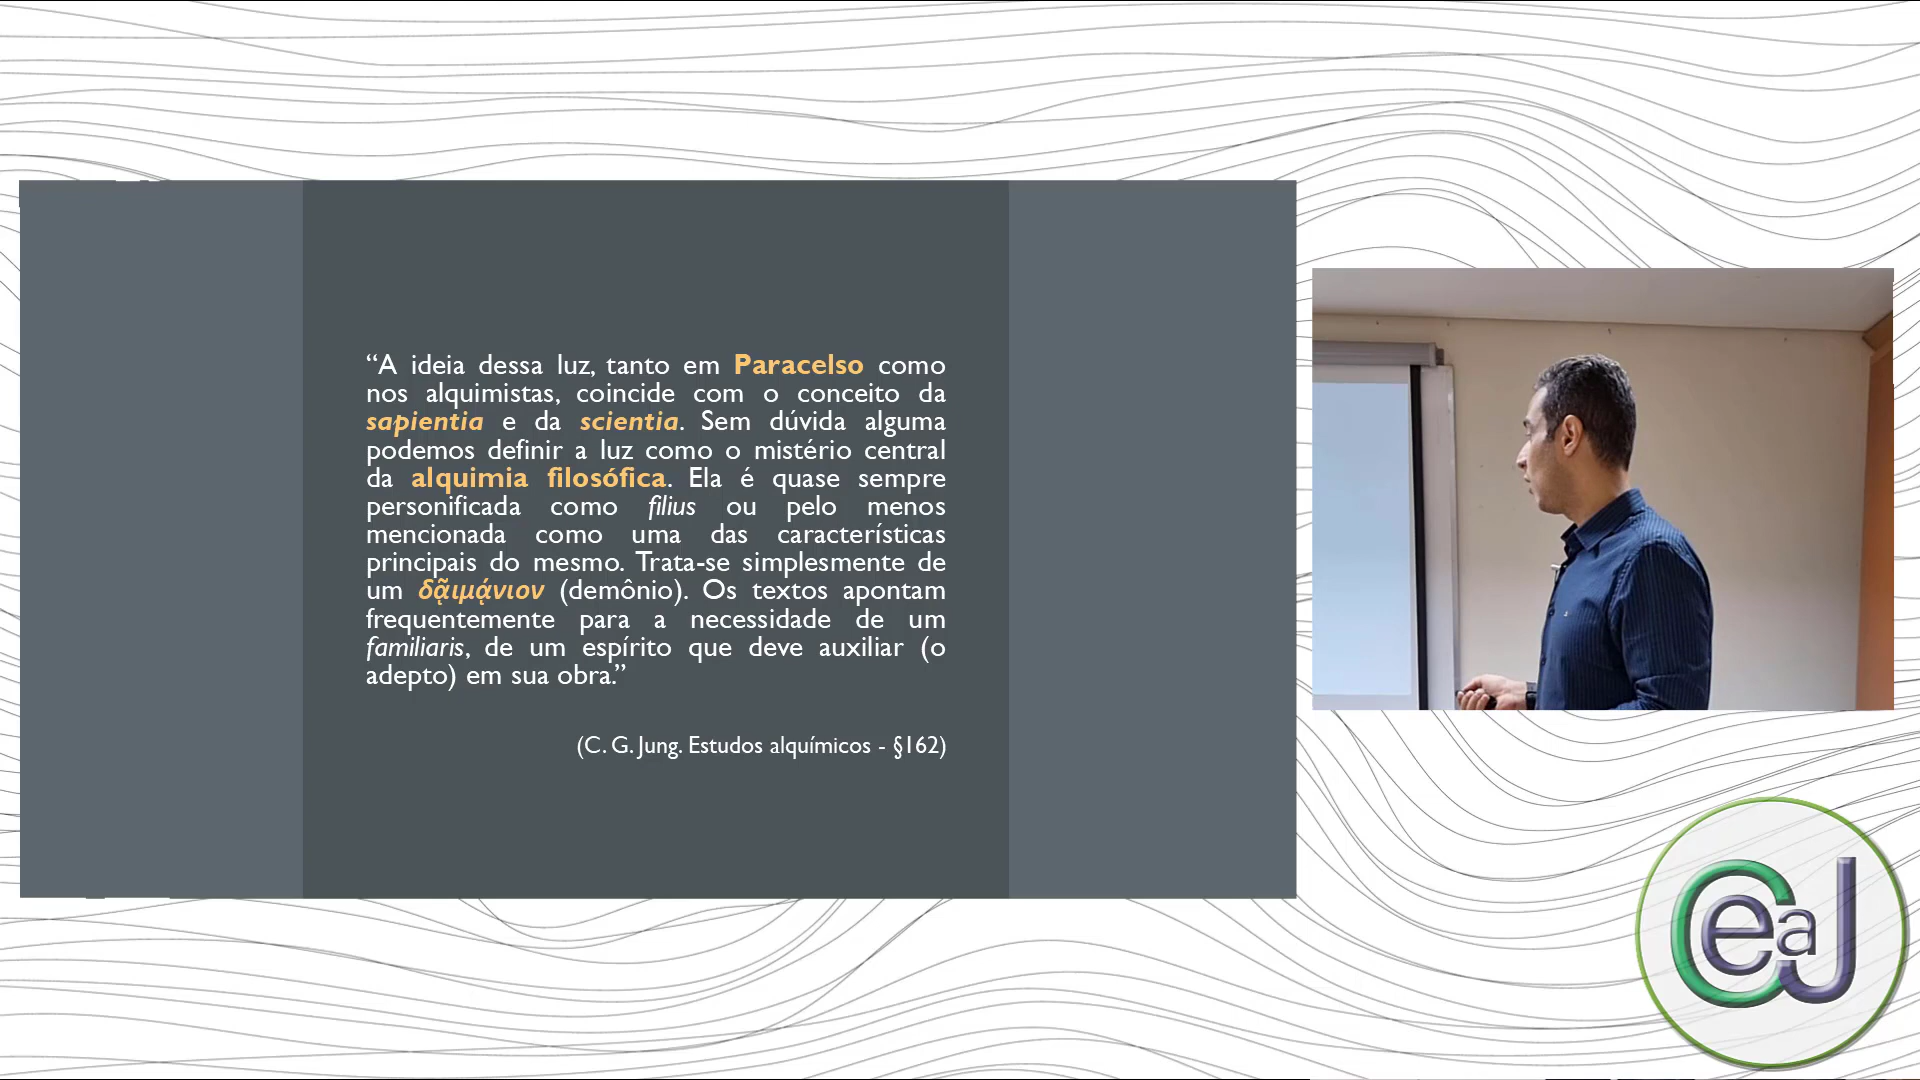 “A ideia dessa luz, tanto em Paracelso como
nos alquimistas, coincide com o conceito da
sapientia e da scientia. Sem dúvida alguma
podemos definir a luz como o mistério central
da alquimia filosófica. Ela é quase sempre
personificada como filius ou pelo menos
mencionada como uma das características
principais do mesmo. Trata-se simplesmente de
um δᾷιμᾴνιον (demônio). Os textos apontam
frequentemente para a necessidade de um
familiaris, de um espírito que deve auxiliar (o
adepto) em sua obra.”
(C. G. Jung. Estudos alquímicos - §162)
CeaJ